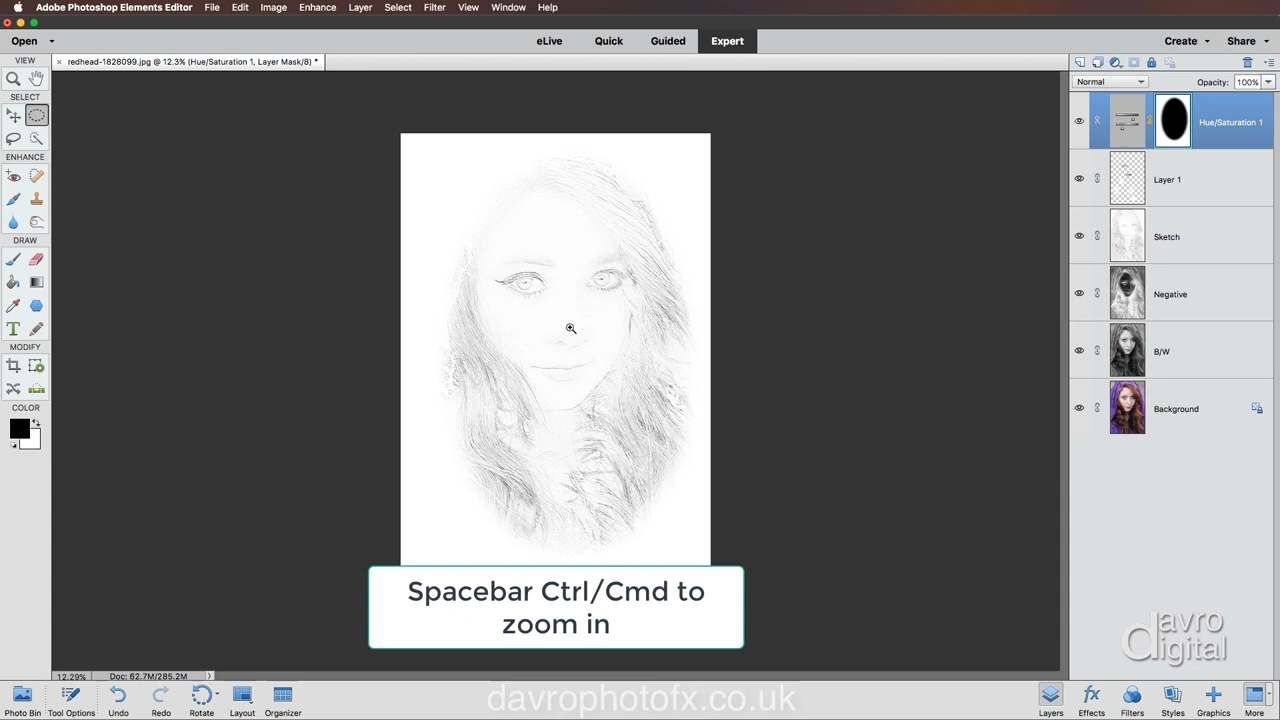 Adobe Photoshop Elements Editor File Edit Image Enhance Layer Select Filter View Window Help
Open eLive Quick Guided Expert Create Share
VIEW
redhead-1828099.jpg @ 12.3% (Hue/Saturation 1, Layer Mask/8) *
Normal Opacity: 100%
SELECT
Hue/Saturation 1
ENHANCE
Layer 1
DRAW
Sketch
Negative
T
MODIFY
B/W
COLOR
Background
Spacebar Ctrl/Cmd to
zoom in
davro
digital
12.29% Doc: 62.7M/285.2M
Photo Bin Tool Options Undo Redo Rotate Layout Organizer Layers Effects Filters Styles Graphics More
davrophotofx.co.uk